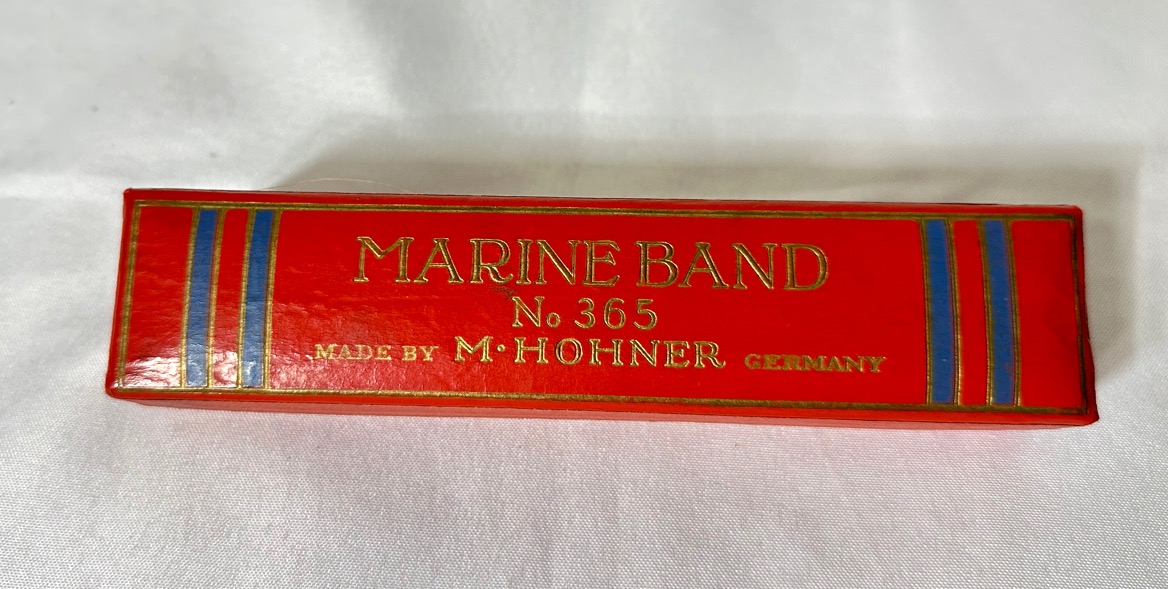 MARINE BAND
No 365
MADE BY M·HOHNER GERMANY